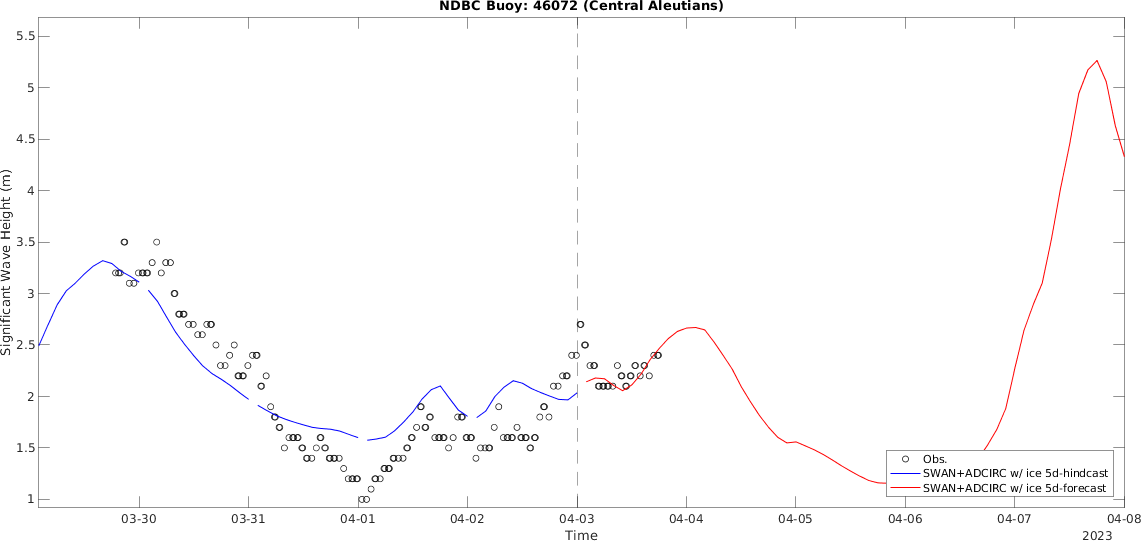 NDBC Buoy: 46072 (Central Aleutians)
Significant Wave Height (m)
5.5
5
4.5
4
3.5
3
2.5
2
1.5
1
Obs.
SWAN+ADCIRC w/ ice 5d-hindcast
SWAN+ADCIRC w/ ice 5d-forecast
03-30 03-31 04-01 04-02 04-03 04-04 04-05 04-06 04-07 04-08
Time
2023